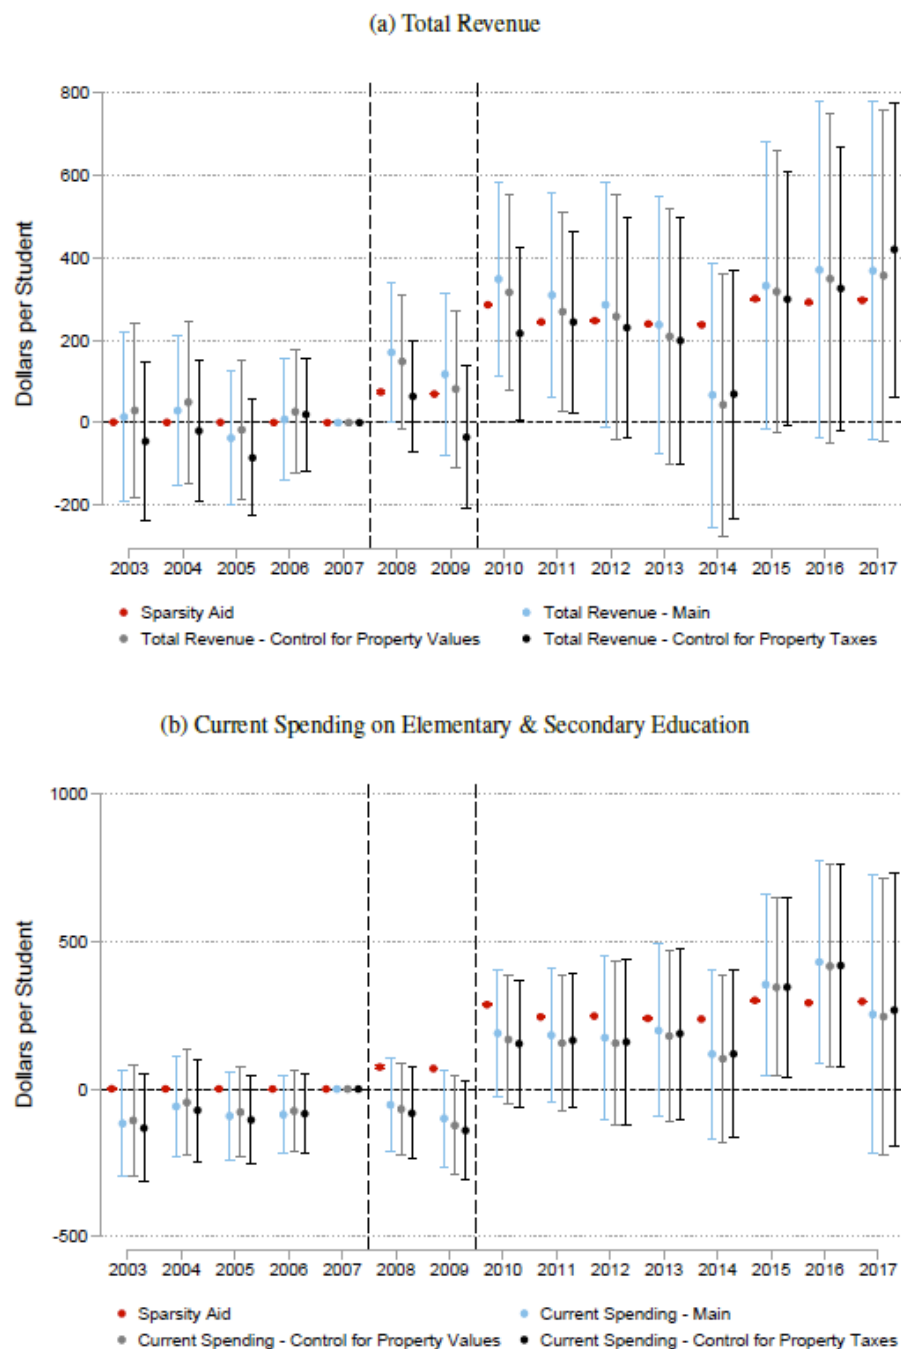 (a) Total Revenue
800
600
400
200
0
-200
Dollars per Student
2003 2004 2005 2006 2007 2008 2009 2010 2011 2012 2013 2014 2015 2016 2017
Sparsity Aid Total Revenue - Main
Total Revenue - Control for Property Values Total Revenue - Control for Property Taxes
(b) Current Spending on Elementary & Secondary Education
1000
500
0
-500
Dollars per Student
2003 2004 2005 2006 2007 2008 2009 2010 2011 2012 2013 2014 2015 2016 2017
Sparsity Aid Current Spending - Main
Current Spending - Control for Property Values Current Spending - Control for Property Taxes